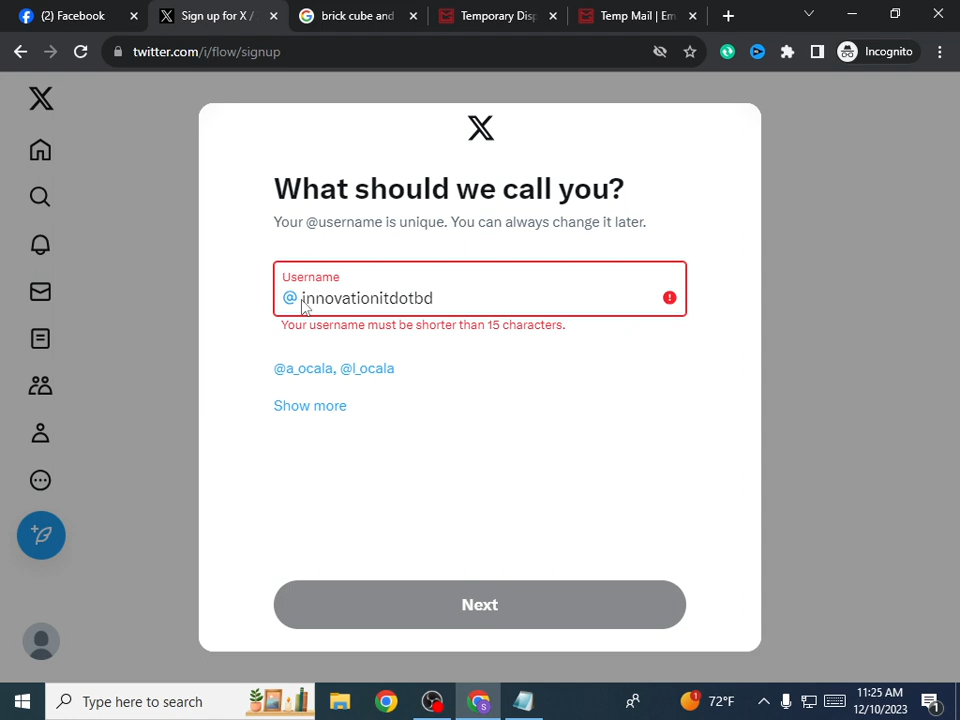 (2) Facebook
Sign up for X /
brick cube and
Temporary Disp
Temp Mail | Em
twitter.com/i/flow/signup
Incognito
What should we call you?
Your @username is unique. You can always change it later.
Username
@ innovationitdotbd
Your username must be shorter than 15 characters.
@a_ocala, @l_ocala
Show more
Next
Type here to search
72°F
11:25 AM
12/10/2023
1